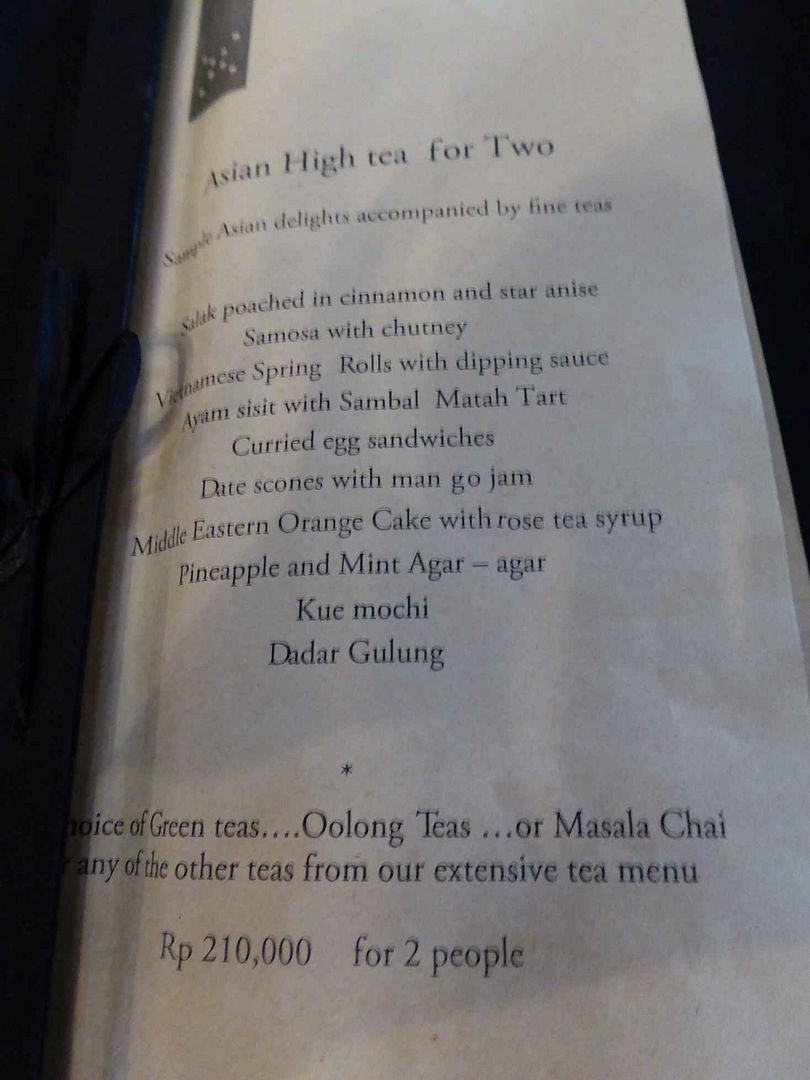 Asian High tea for Two
Sample Asian delights accompanied by fine teas
Salak poached in cinnamon and star anise
Samosa with chutney
Vietnamese Spring Rolls with dipping sauce
Ayam sisit with Sambal Matah Tart
Curried egg sandwiches
Date scones with man go jam
Middle Eastern Orange Cake with rose tea syrup
Pineapple and Mint Agar – agar
Kue mochi
Dadar Gulung
*
oice of Green teas....Oolong Teas ...or Masala Chai
any of the other teas from our extensive tea menu
Rp 210,000 for 2 people